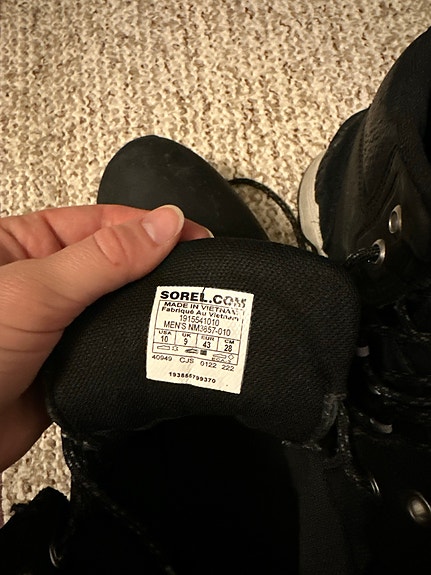 SOREL.COM
MADE IN VIETNAM
Fabriqué Au Vietnam
1915541010
MEN'S NM3857-010
USA UK EUR CM
10 9 43 28
40949 CJS 0122 222
193855799370